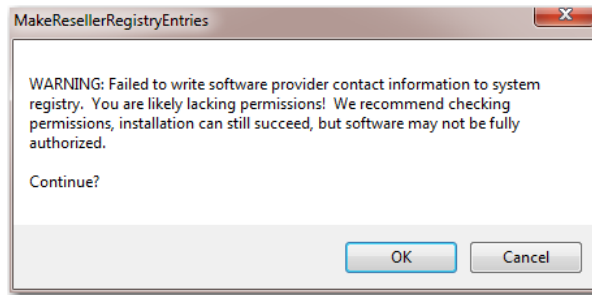 MakeResellerRegistryEntries
WARNING: Failed to write software provider contact information to system
registry.  You are likely lacking permissions!  We recommend checking
permissions, installation can still succeed, but software may not be fully
authorized.
Continue?
OK
Cancel